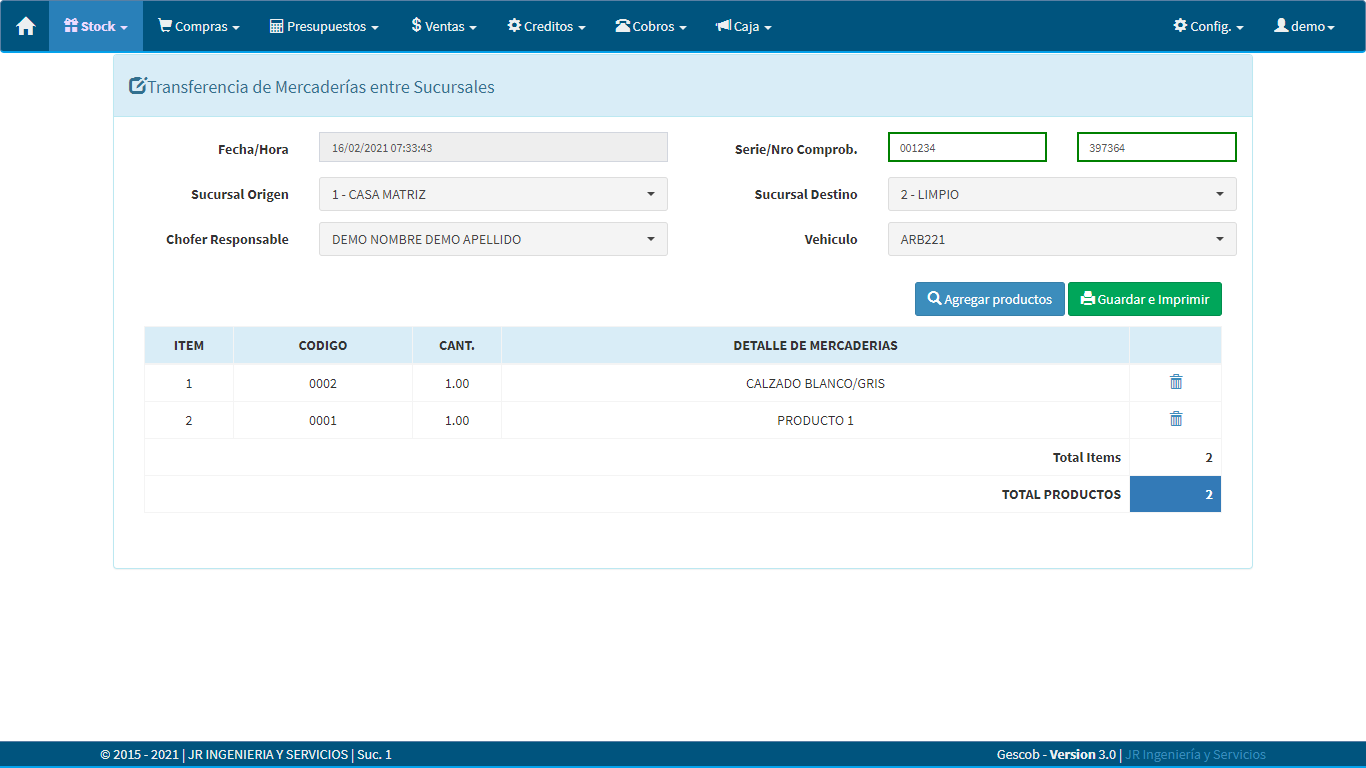 Stock Compras Presupuestos Ventas Creditos Cobros Caja Config. demo
Transferencia de Mercaderías entre Sucursales
Fecha/Hora 16/02/2021 07:33:43 Serie/Nro Comprob. 001234 397364
Sucursal Origen 1 - CASA MATRIZ Sucursal Destino 2 - LIMPIO
Chofer Responsable DEMO NOMBRE DEMO APELLIDO Vehiculo ARB221
Agregar productos Guardar e Imprimir
ITEM CODIGO CANT. DETALLE DE MERCADERIAS
1 0002 1.00 CALZADO BLANCO/GRIS
2 0001 1.00 PRODUCTO 1
Total Items 2
TOTAL PRODUCTOS 2
© 2015 - 2021 | JR INGENIERIA Y SERVICIOS | Suc. 1 Gescob - Version 3.0 | JR Ingeniería y Servicios